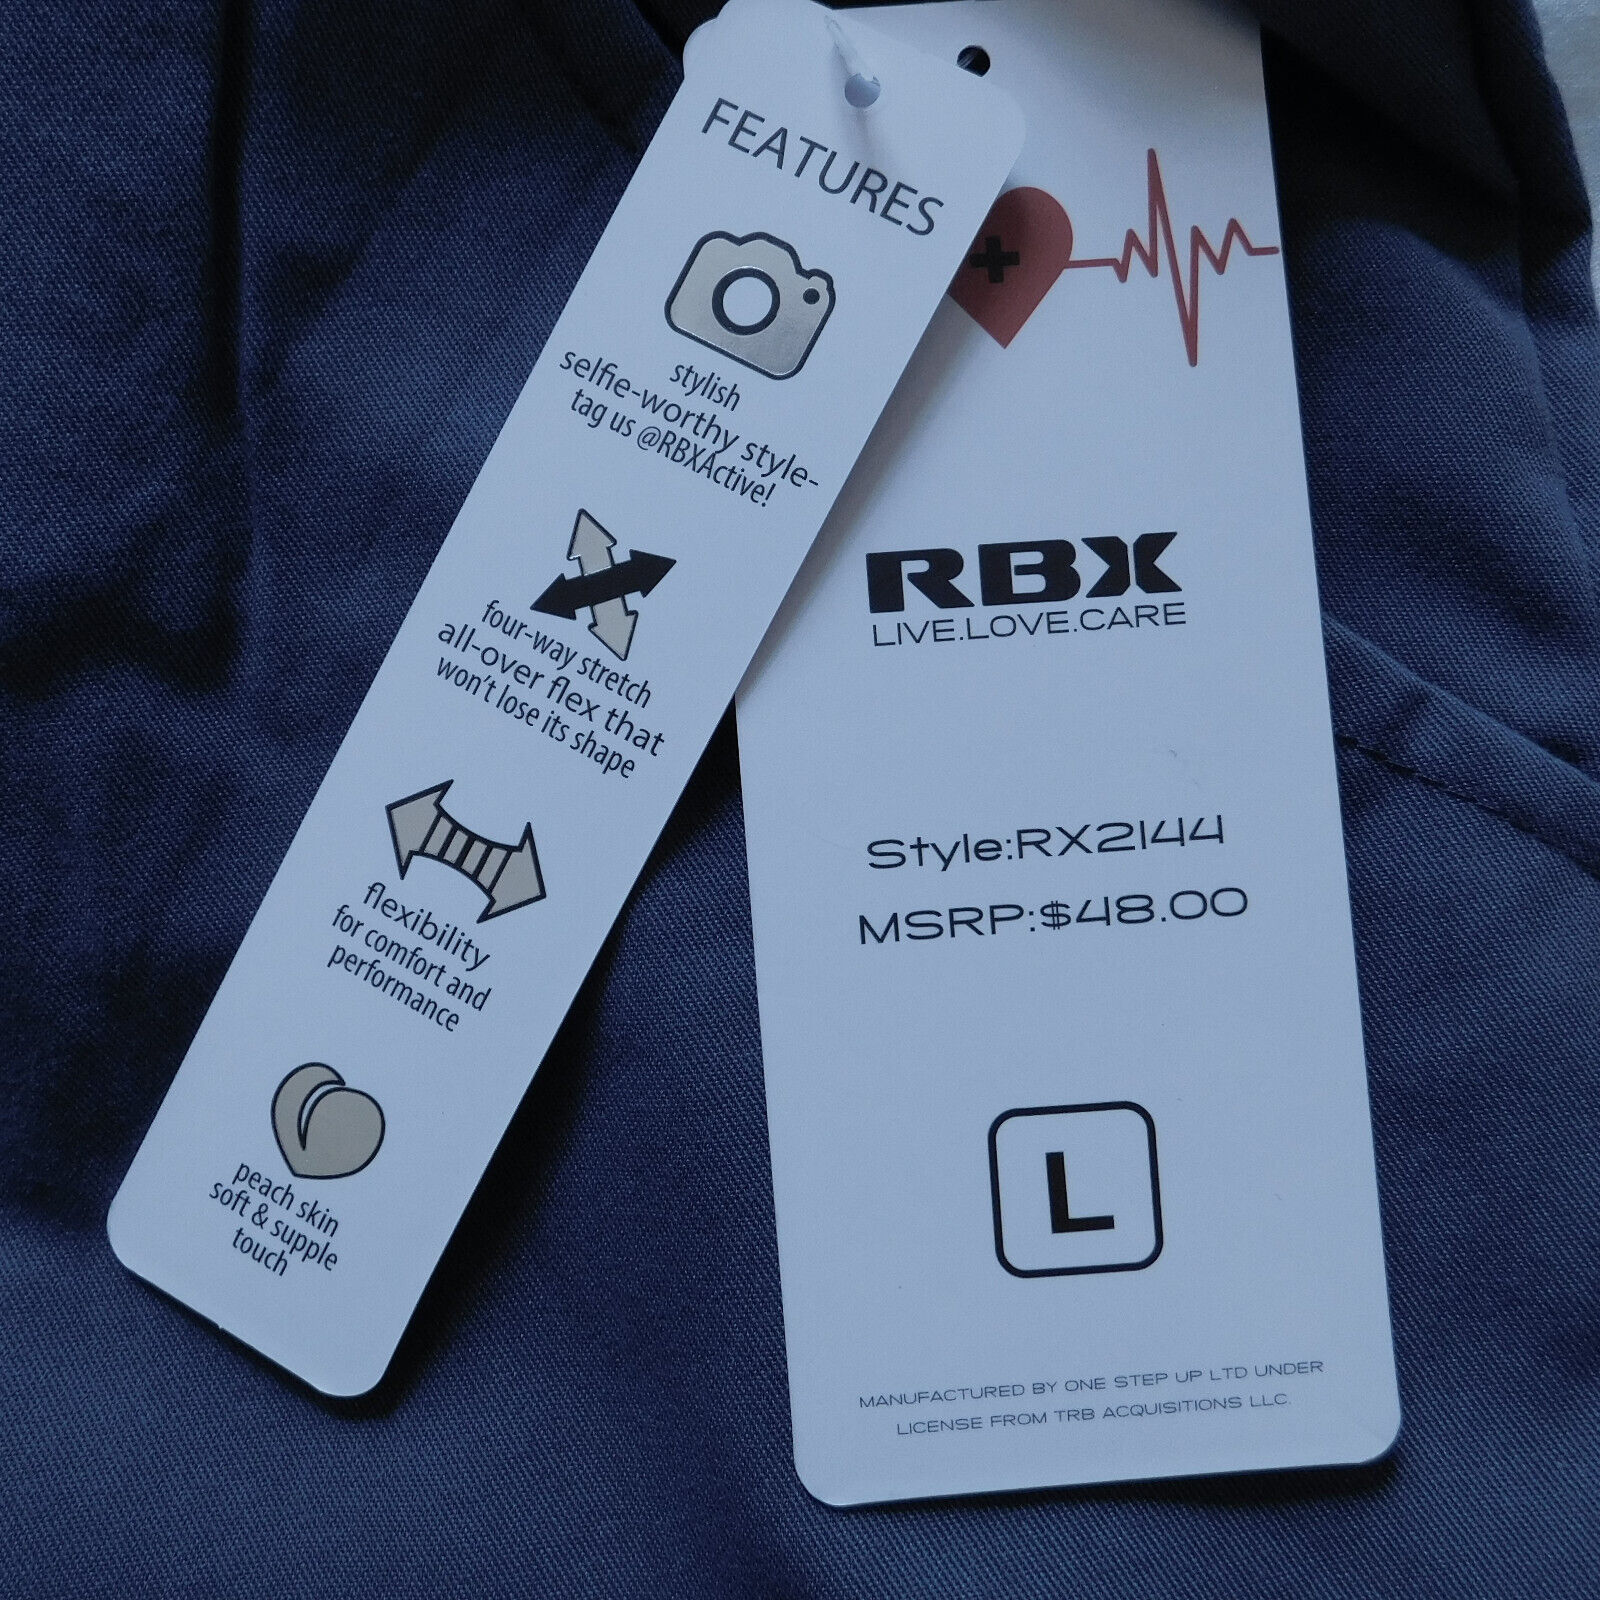 FEATURES
stylish
selfie-worthy style-
tag us @RBXActive!
four-way stretch
all-over flex that
won't lose its shape
flexibility
for comfort and
performance
peach skin
soft & supple
touch
RBX
LIVE.LOVE.CARE
Style:RX2144
MSRP:$48.00
L
MANUFACTURED BY ONE STEP UP LTD UNDER
LICENSE FROM TRB ACQUISITIONS LLC.